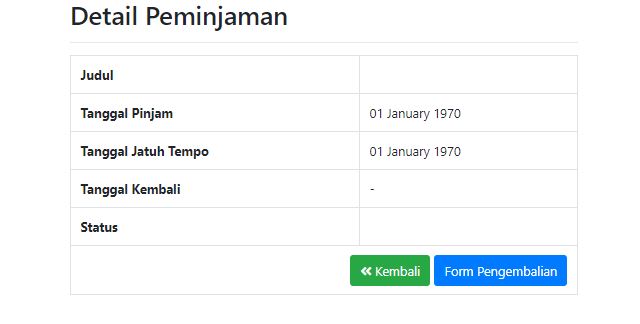 Detail Peminjaman
Judul
Tanggal Pinjam 01 January 1970
Tanggal Jatuh Tempo 01 January 1970
Tanggal Kembali -
Status
« Kembali Form Pengembalian